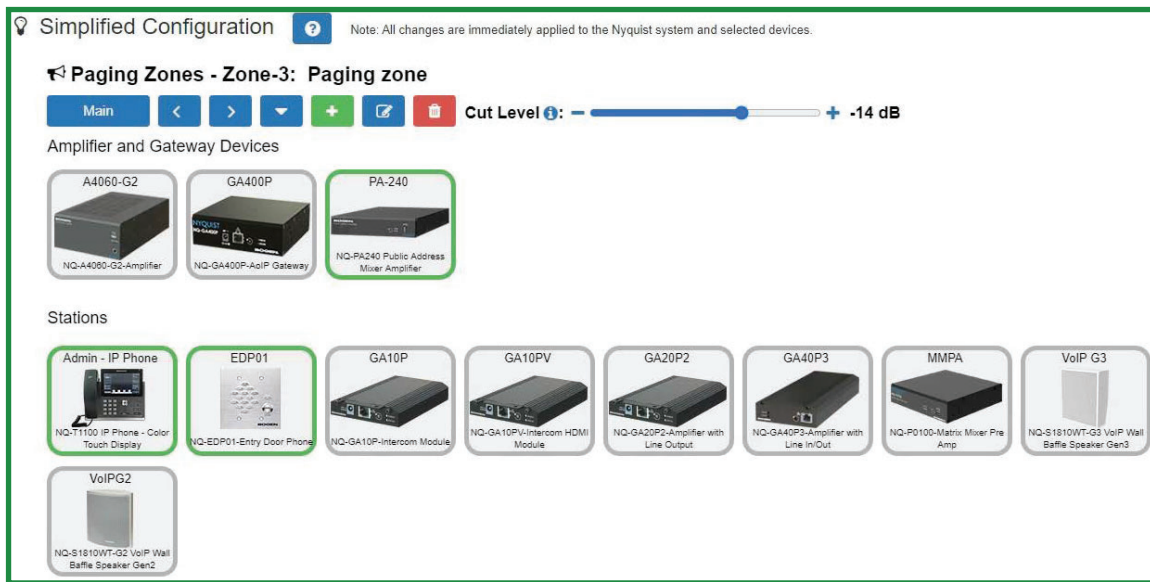 Simplified Configuration ? Note: All changes are immediately applied to the Nyquist system and selected devices.
Paging Zones - Zone-3: Paging zone
Main < > + Cut Level i: − + -14 dB
Amplifier and Gateway Devices
A4060-G2 GA400P PA-240
NYQUIST
NQ-GA400P
BOGEN
NQ-A4060-G2-Amplifier NQ-GA400P-AoIP Gateway NQ-PA240 Public Address
Mixer Amplifier
Stations
Admin - IP Phone EDP01 GA10P GA10PV GA20P2 GA40P3 MMPA VoIP G3
NQ-T1100 IP Phone - Color NQ-EDP01-Entry Door Phone NQ-GA10P-Intercom Module NQ-GA10PV-Intercom HDMI NQ-GA20P2-Amplifier with NQ-GA40P3-Amplifier with NQ-P0100-Matrix Mixer Pre NQ-S1810WT-G3 VoIP Wall
Touch Display Module Line Output Line In/Out Amp Baffle Speaker Gen3
VoIPG2
NQ-S1810WT-G2 VoIP Wall
Baffle Speaker Gen2